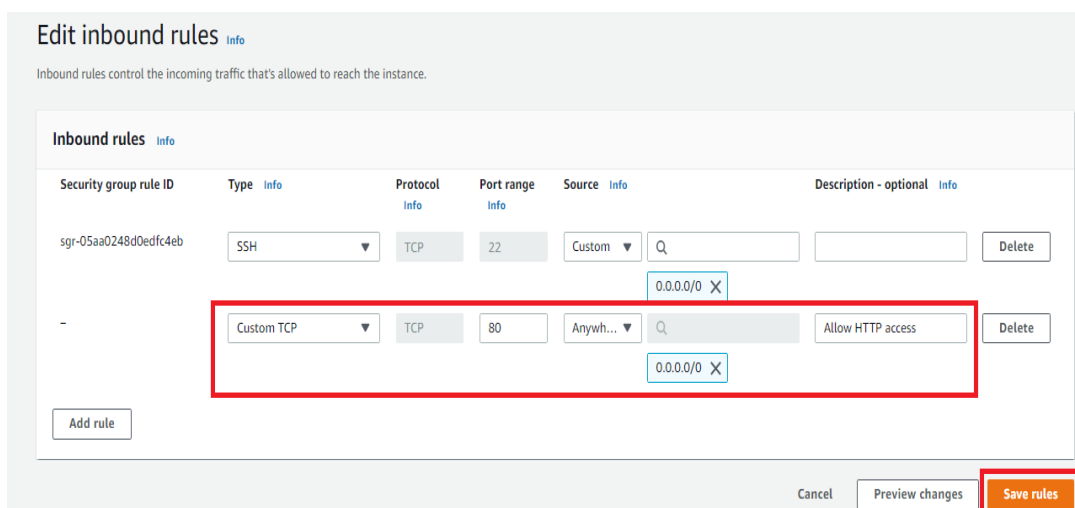 Edit inbound rules Info
Inbound rules control the incoming traffic that's allowed to reach the instance.
Inbound rules Info
Security group rule ID Type Info Protocol Info Port range Info Source Info Description - optional Info
sgr-05aa0248d0edfc4eb SSH TCP 22 Custom Delete
0.0.0.0/0
– Custom TCP TCP 80 Anywh... Allow HTTP access Delete
0.0.0.0/0
Add rule
Cancel Preview changes Save rules